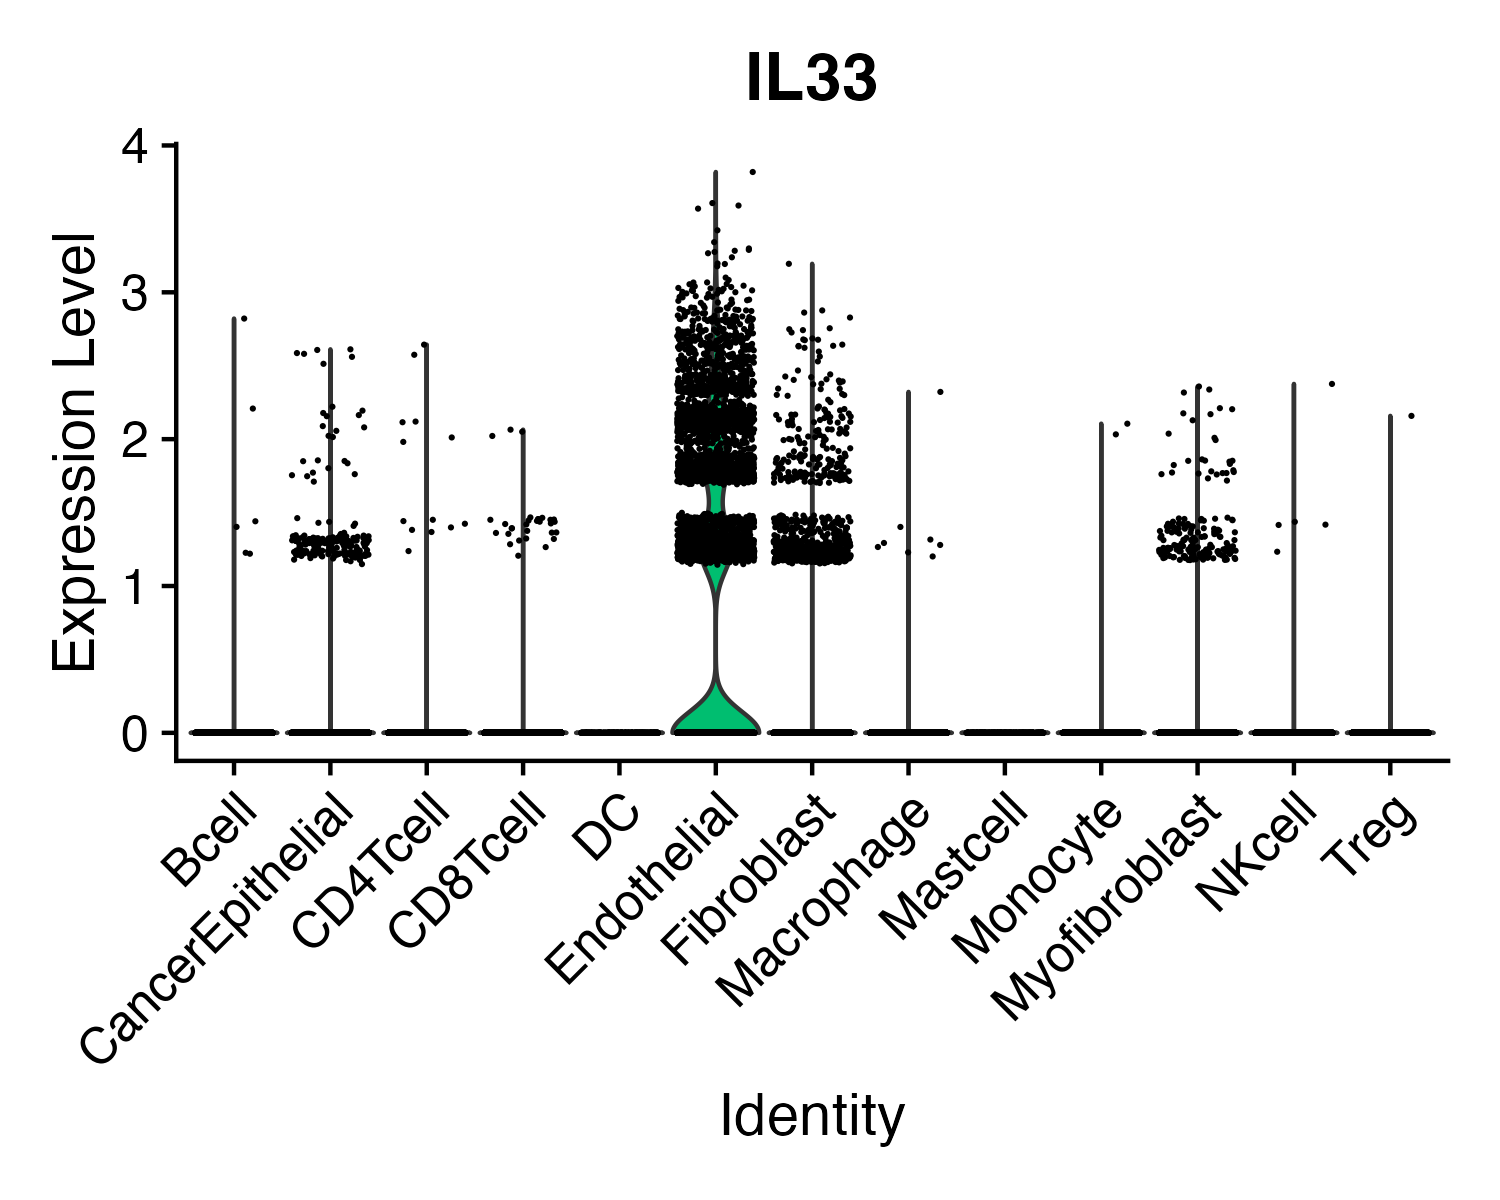 IL33
Expression Level
4
3
2
1
0
Bcell
CancerEpithelial
CD4Tcell
CD8Tcell
DC
Endothelial
Fibroblast
Macrophage
Mastcell
Monocyte
Myofibroblast
NKcell
Treg
Identity